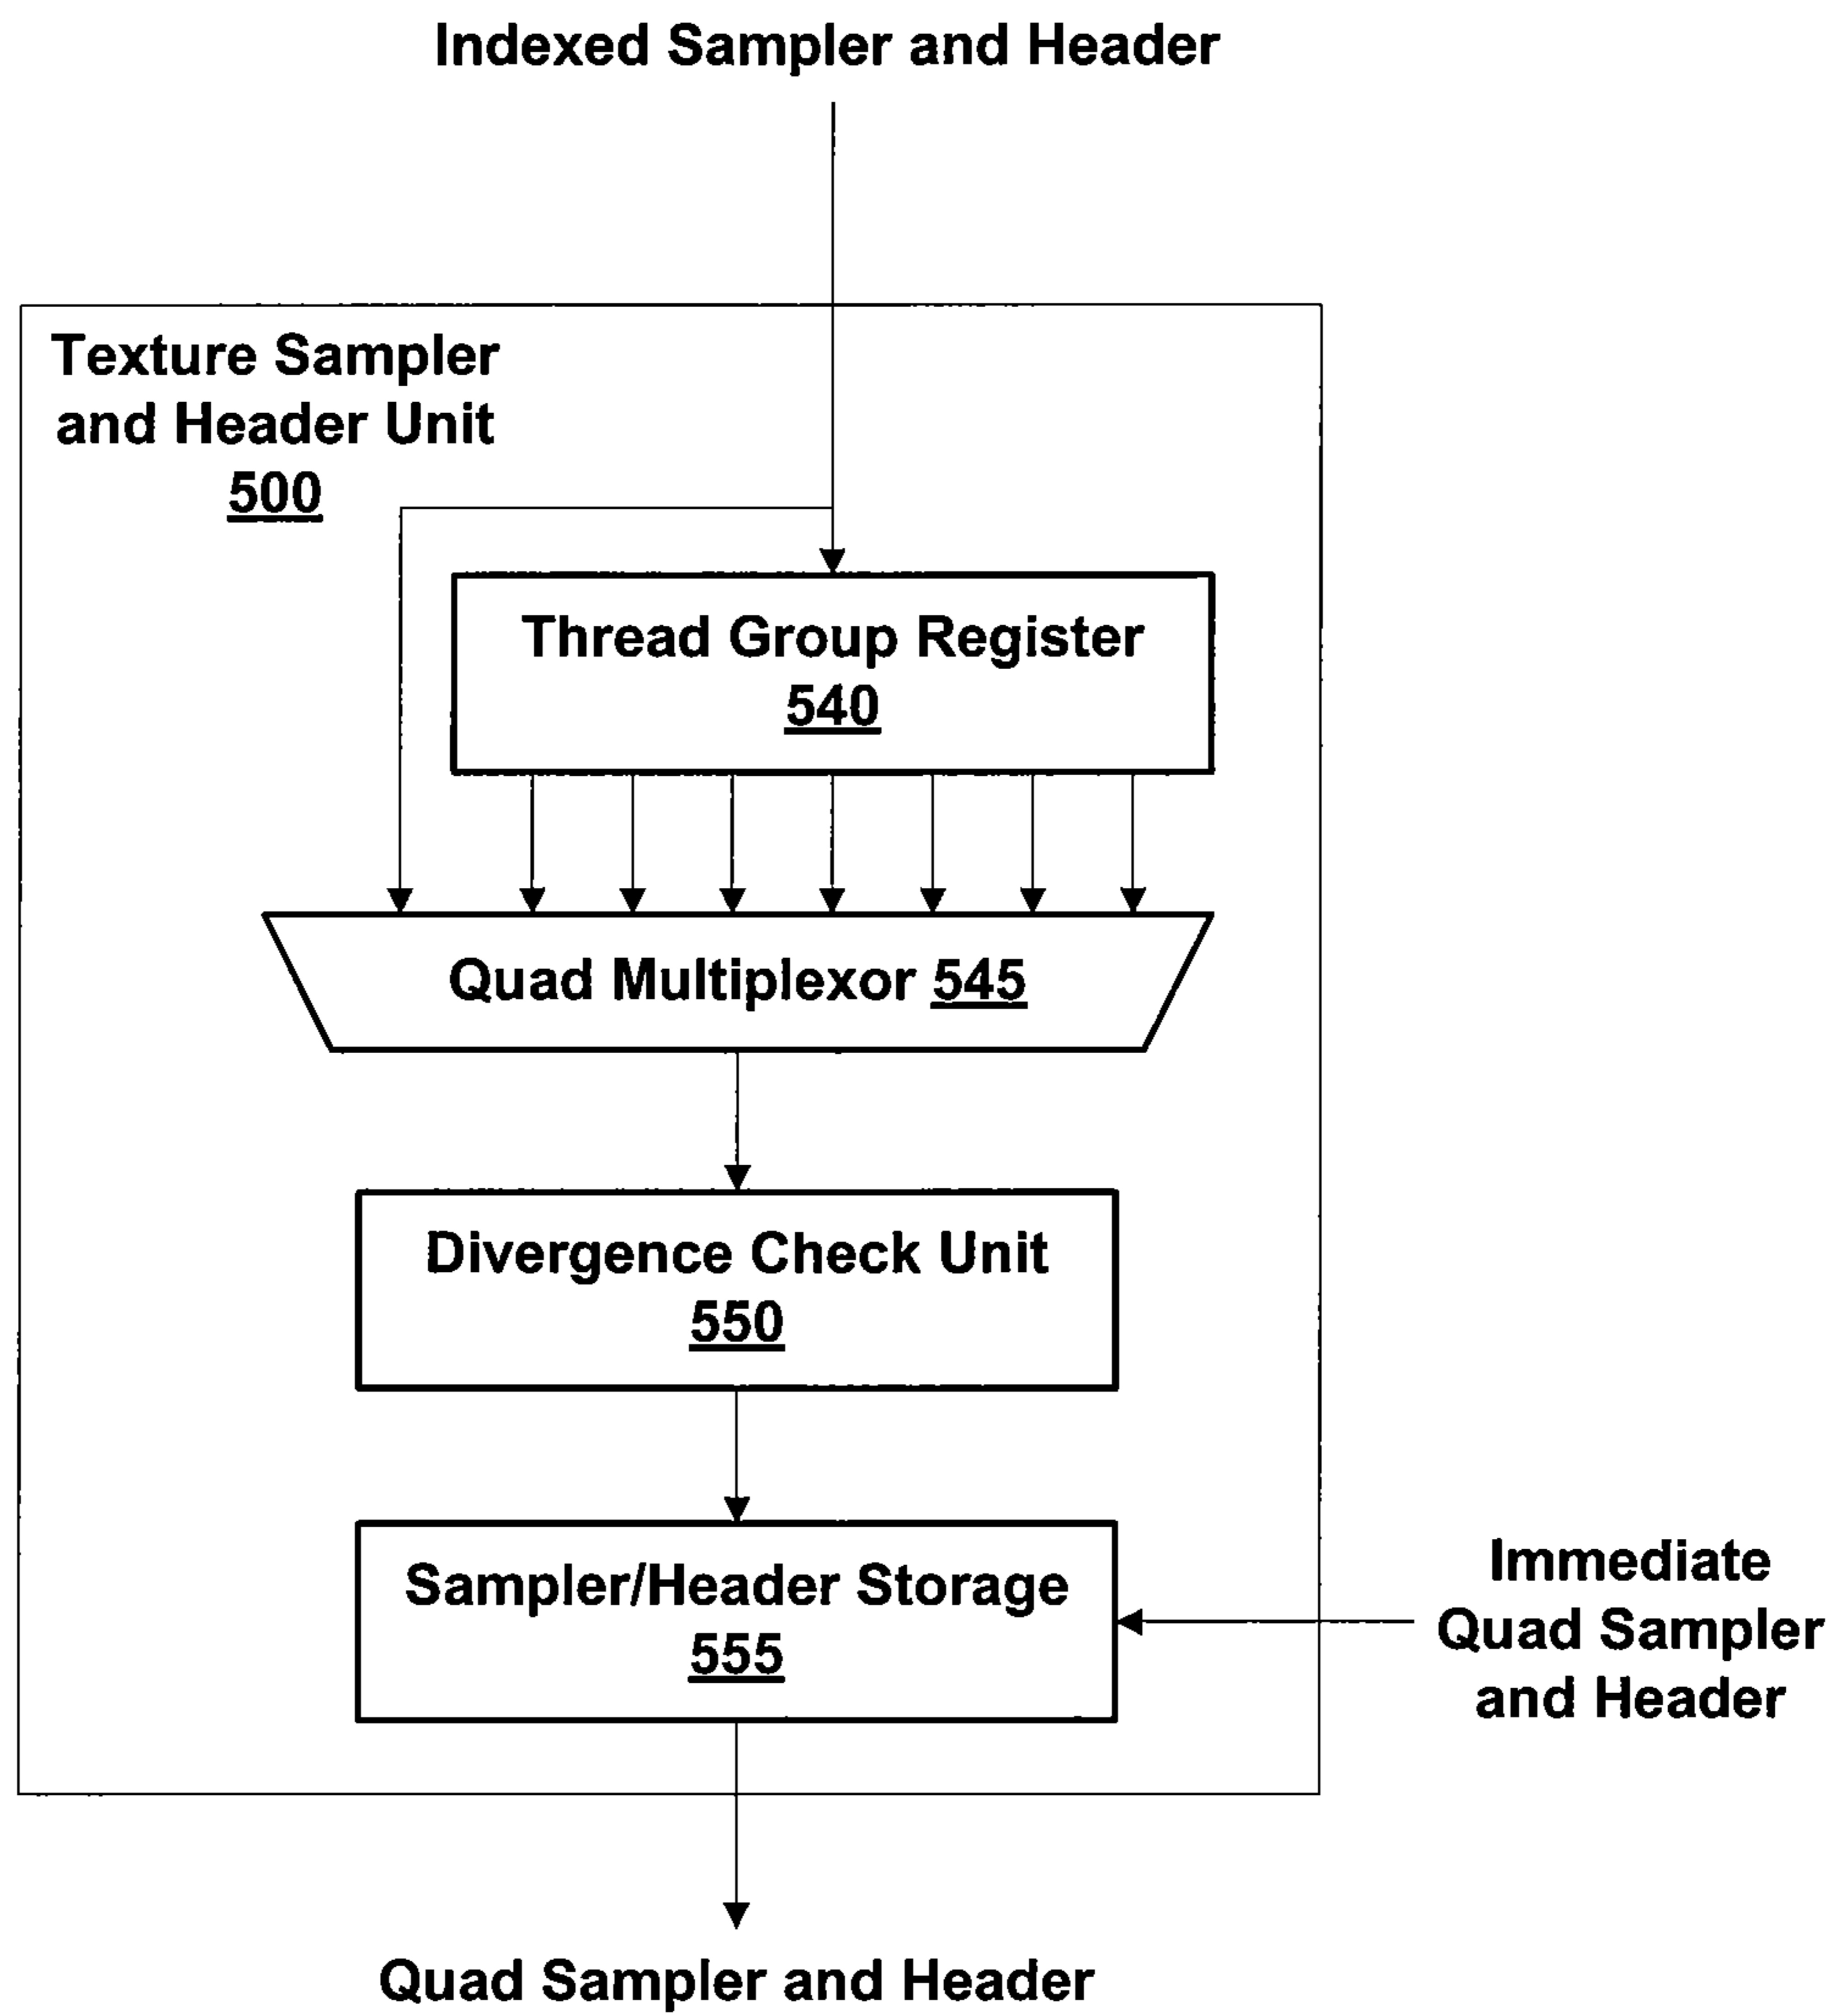 Indexed Sampler and Header
Texture Sampler
and Header Unit
500
Thread Group Register
540
Quad Multiplexor 545
Divergence Check Unit
550
Sampler/Header Storage
555
Immediate
Quad Sampler
and Header
Quad Sampler and Header